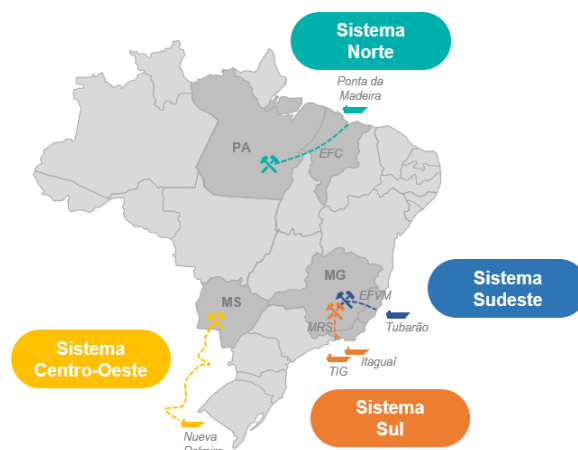 Sistema
Norte
Ponta da
Madeira
PA
EFC
MS
MG
EFVM
Sistema
Sudeste
MRS
Tubarão
Sistema
Centro-Oeste
Itaguaí
TIG
Sistema
Sul
Nueva